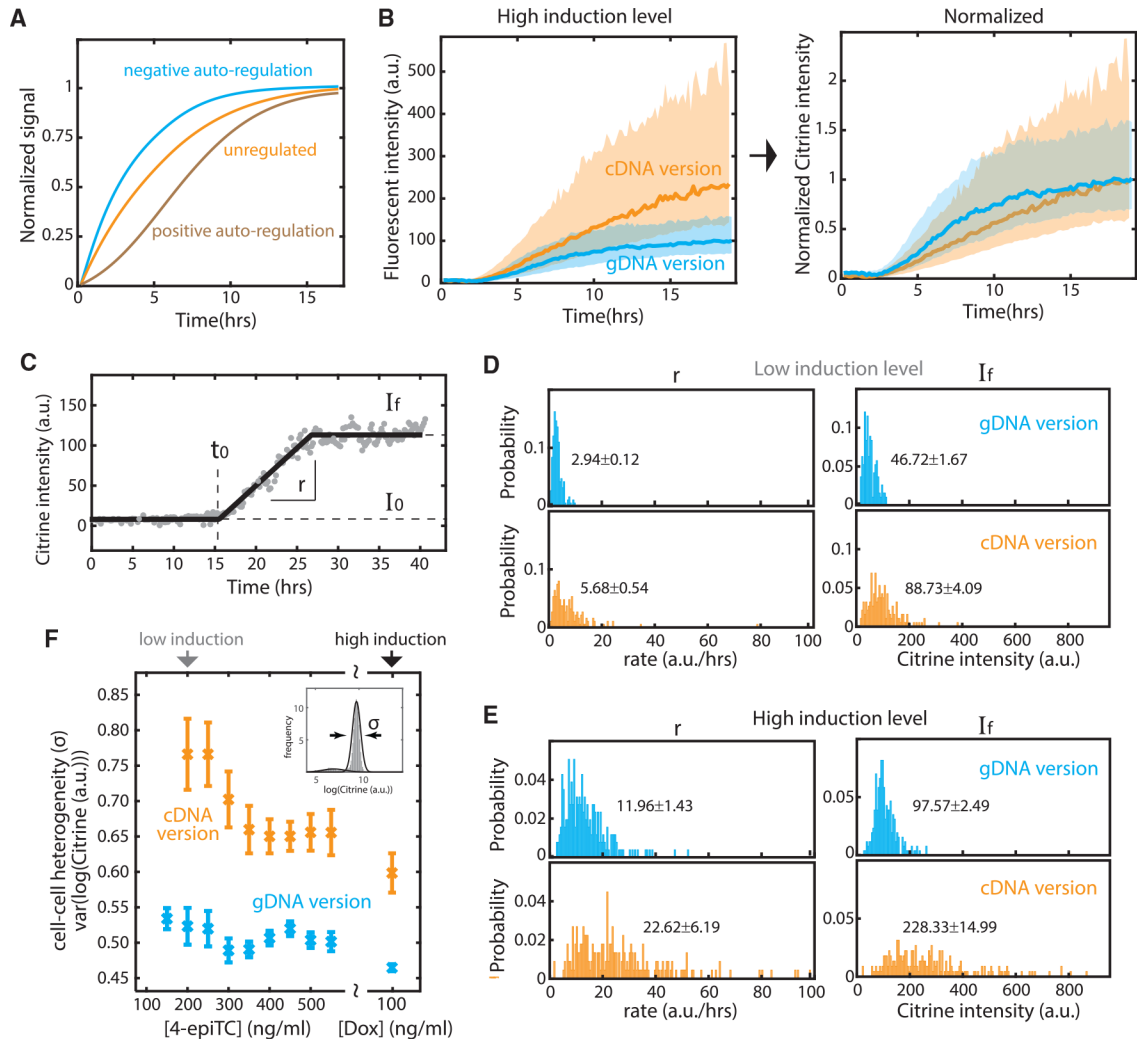 A
Normalized signal
1
0.75
0.5
0.25
0
0
5
10
15
Time(hrs)
negative auto-regulation
unregulated
positive auto-regulation
B
High induction level
Fluorescent intensity (a.u.)
500
400
300
200
100
0
0
5
10
15
Time(hrs)
cDNA version
gDNA version
Normalized
Normalized Citrine intensity
2
1.5
1
0.5
0
0
5
10
15
Time(hrs)
C
Citrine intensity (a.u.)
150
100
50
0
0
5
10
15
20
25
30
35
40
Time (hrs)
t0
r
If
I0
D
Low induction level
r
If
Probability
0.1
0
2.94±0.12
Probability
0.1
0
5.68±0.54
0
20
40
60
80
100
rate (a.u./hrs)
gDNA version
0.1
0.05
0
46.72±1.67
cDNA version
0.1
0.05
0
88.73±4.09
0
200
400
600
800
Citrine intensity (a.u.)
E
High induction level
r
If
Probability
0.04
0.02
0
11.96±1.43
Probability
0.04
0.02
0
22.62±6.19
0
20
40
60
80
100
rate (a.u./hrs)
gDNA version
0.1
0.05
0
97.57±2.49
cDNA version
0.05
0
228.33±14.99
0
200
400
600
800
Citrine intensity (a.u.)
F
low induction
high induction
cell-cell heterogeneity (σ)
var(log(Citrine (a.u.)))
0.85
0.80
0.75
0.70
0.65
0.60
0.55
0.50
0.45
cDNA
version
gDNA version
frequency
10
5
5
10
log(Citrine (a.u.))
σ
~
~
100
200
300
400
500
100
[4-epiTC] (ng/ml)
[Dox] (ng/ml)